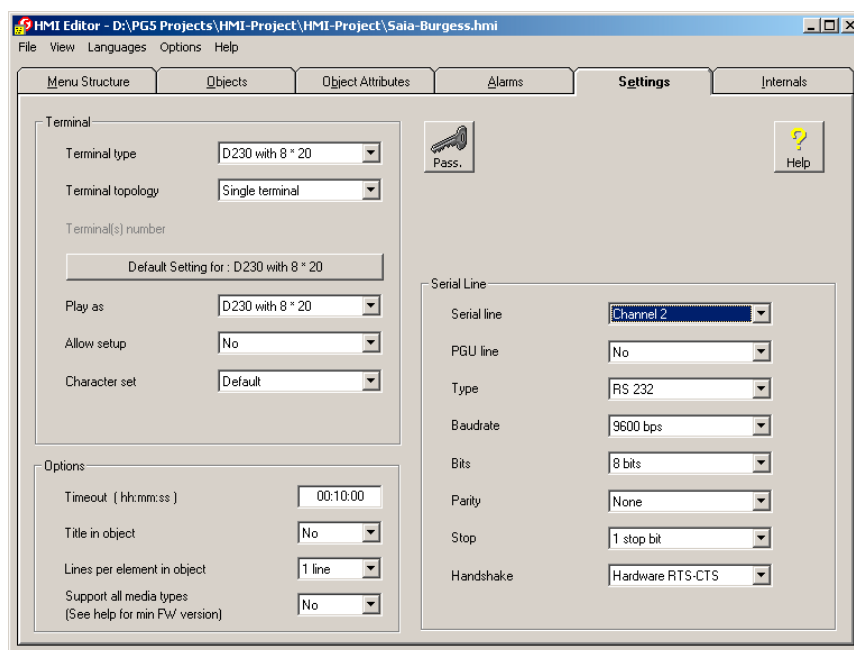 HMI Editor - D:\PG5 Projects\HMI-Project\HMI-Project\Saia-Burgess.hmi
File View Languages Options Help
Menu Structure Objects Object Attributes Alarms Settings Internals
Terminal
Terminal type D230 with 8 * 20
Terminal topology Single terminal
Terminal(s) number
Default Setting for : D230 with 8 * 20
Play as D230 with 8 * 20
Allow setup No
Character set Default
Pass.
?
Help
Options
Timeout ( hh:mm:ss ) 00:10:00
Title in object No
Lines per element in object 1 line
Support all media types
(See help for min FW version) No
Serial Line
Serial line Channel 2
PGU line No
Type RS 232
Baudrate 9600 bps
Bits 8 bits
Parity None
Stop 1 stop bit
Handshake Hardware RTS-CTS